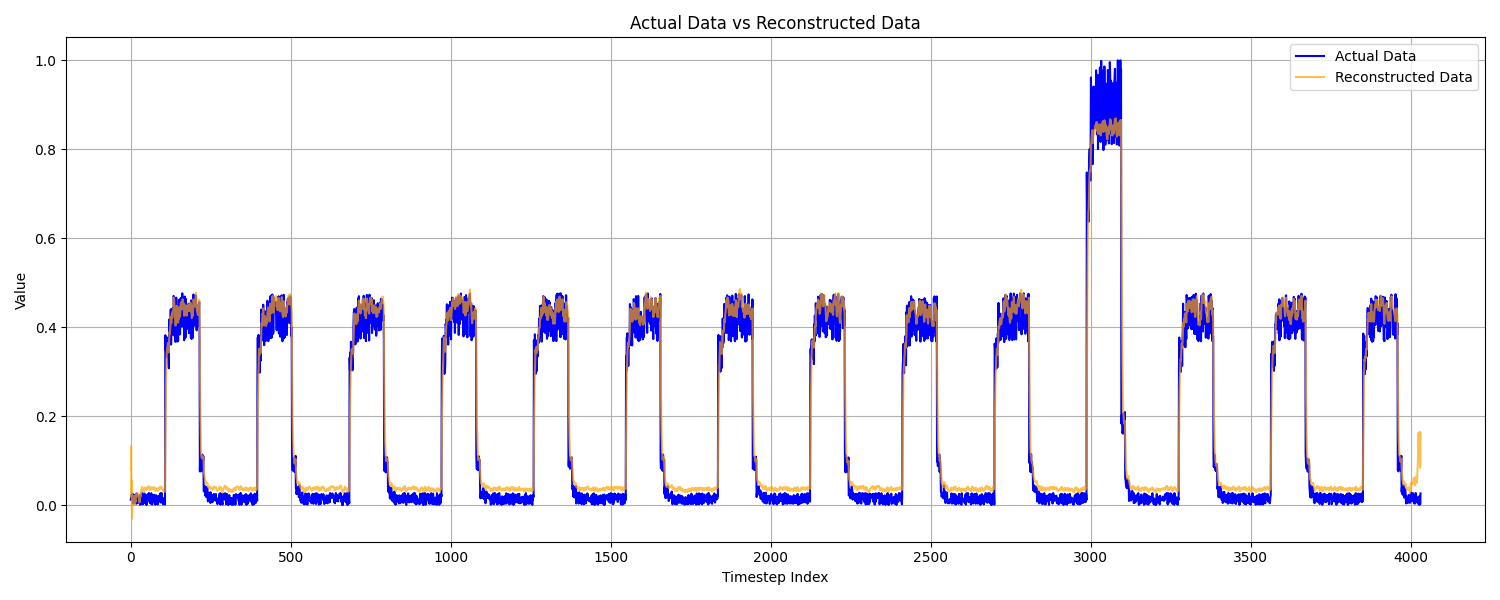 Actual Data vs Reconstructed Data
Actual Data
Reconstructed Data
Value
1.0
0.8
0.6
0.4
0.2
0.0
0 500 1000 1500 2000 2500 3000 3500 4000
Timestep Index